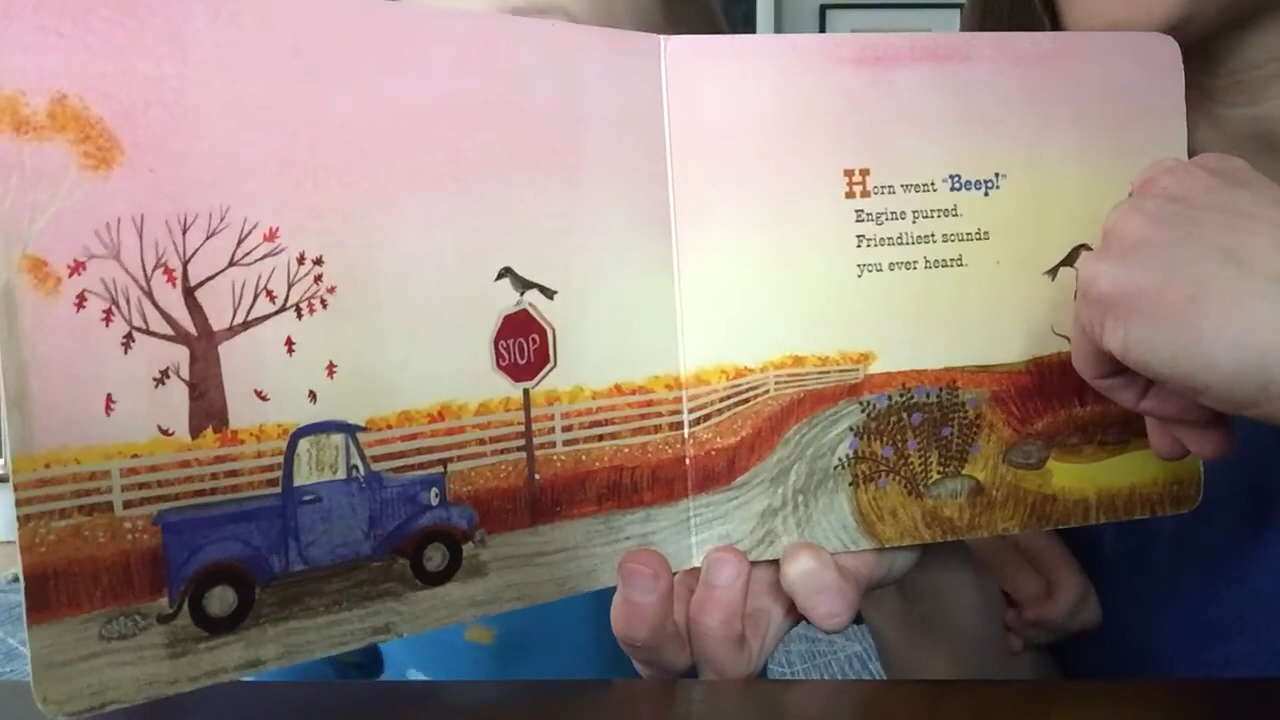 STOP
Horn went "Beep!"
Engine purred.
Friendliest sounds
you ever heard.